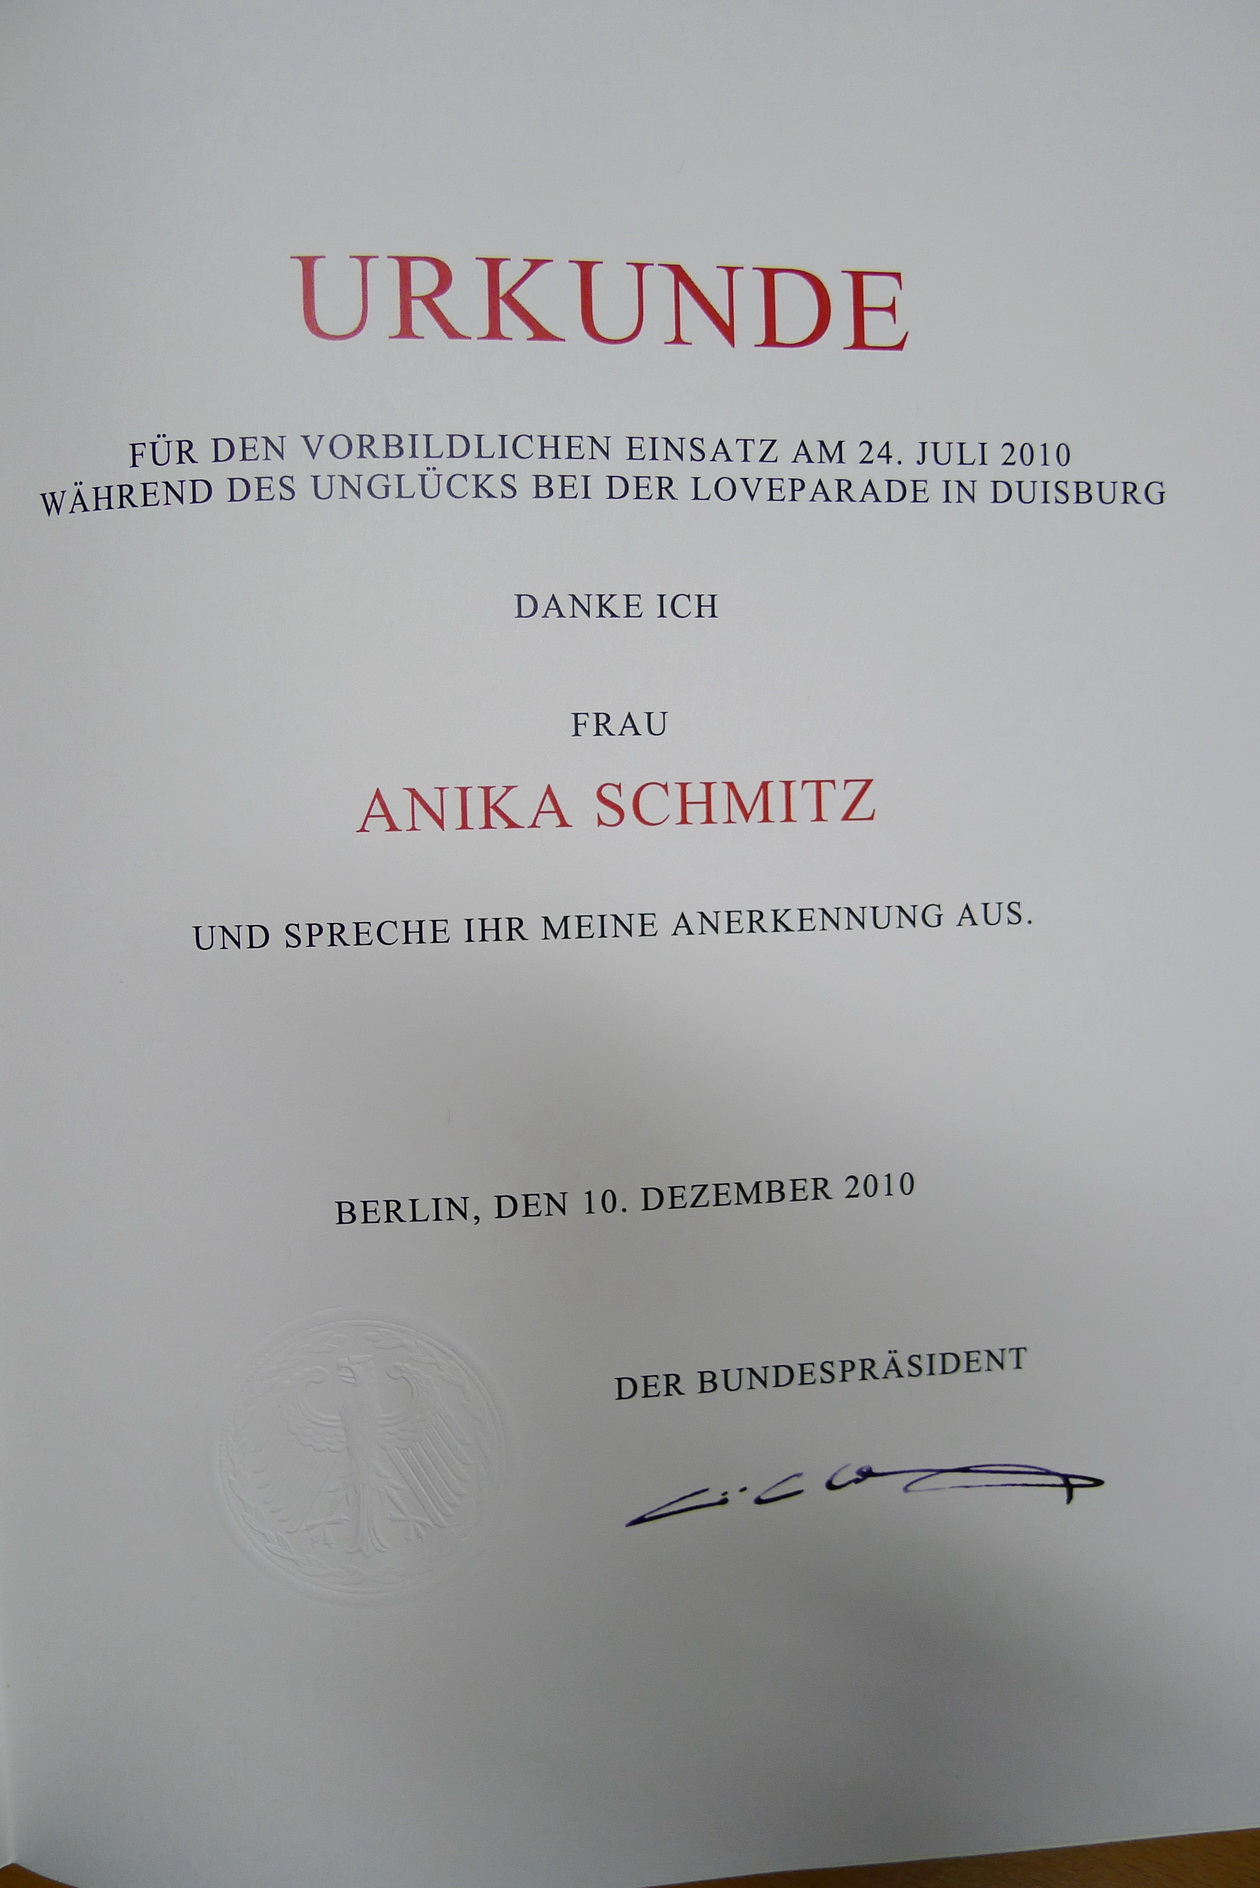 URKUNDE
FÜR DEN VORBILDLICHEN EINSATZ AM 24. JULI 2010
WÄHREND DES UNGLÜCKS BEI DER LOVEPARADE IN DUISBURG
DANKE ICH
FRAU
ANIKA SCHMITZ
UND SPRECHE IHR MEINE ANERKENNUNG AUS.
BERLIN, DEN 10. DEZEMBER 2010
DER BUNDESPRÄSIDENT